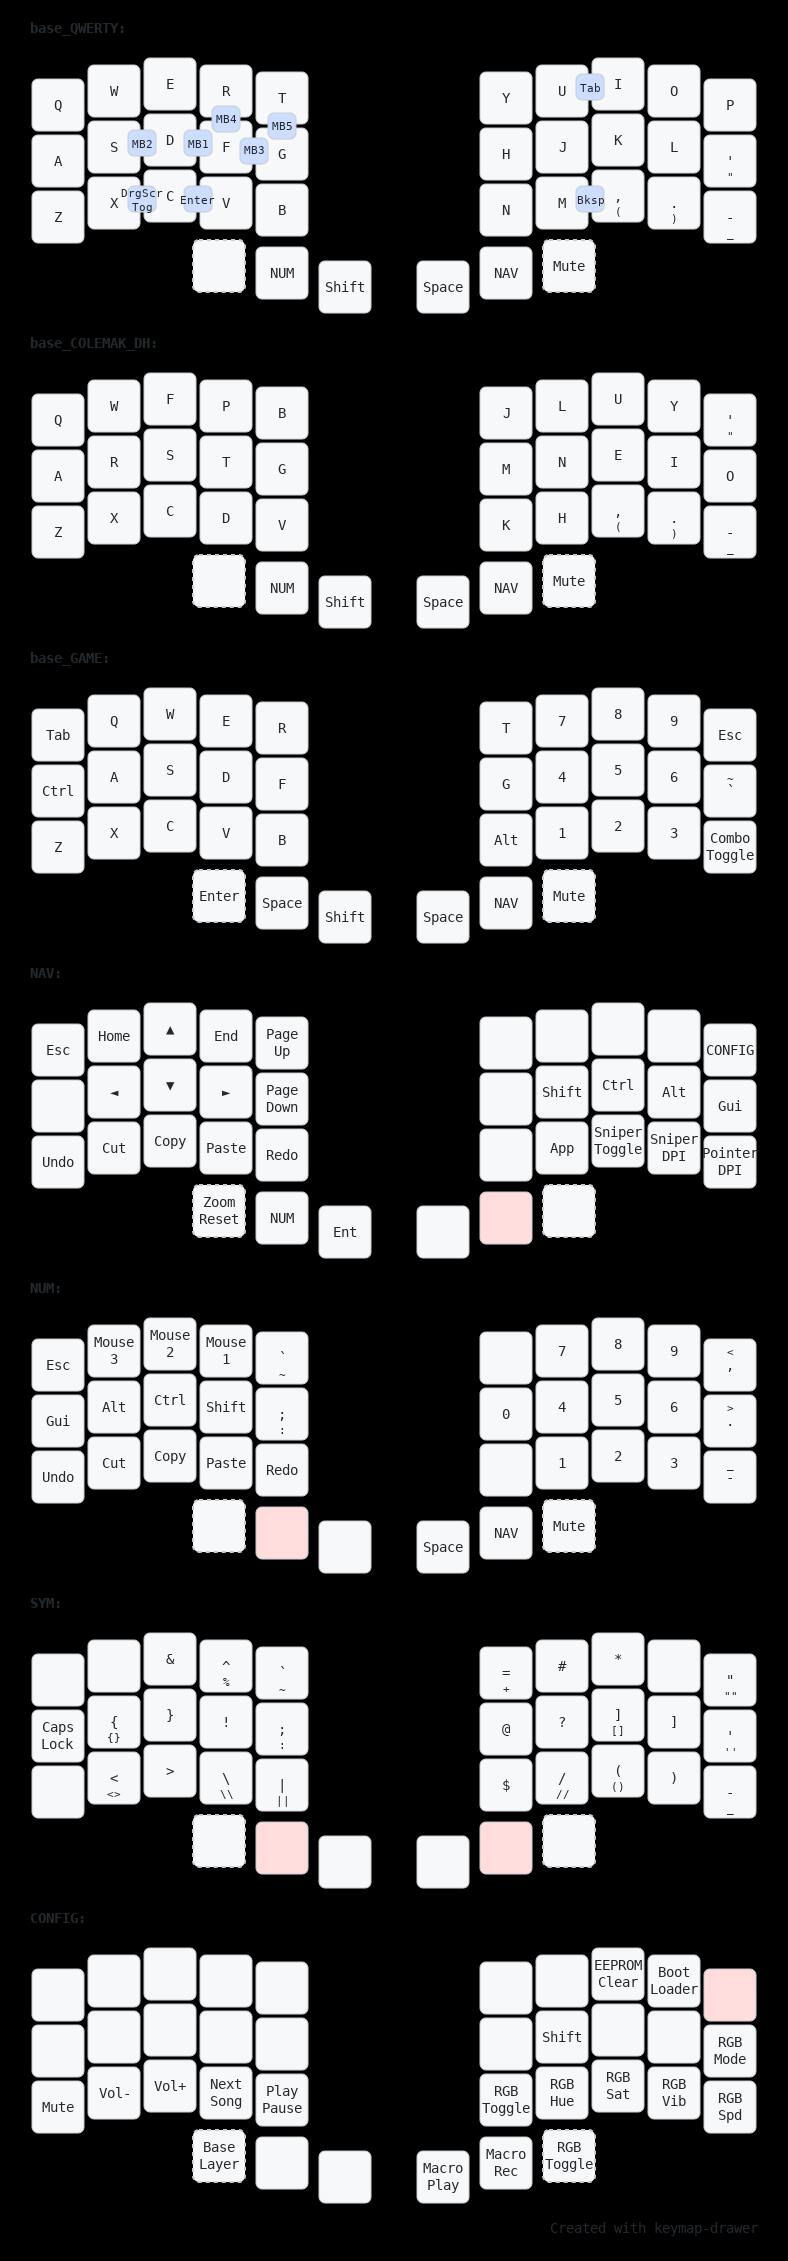 base_QWERTY:
Q W E R T Y U Tab I O P
MB4 MB5
A S MB2 D MB1 F MB3 G H J K L ' "
Z X DrgScr Tog C Enter V B N M Bksp , ( . ) - _
NUM Shift Space NAV Mute
base_COLEMAK_DH:
Q W F P B J L U Y ' "
A R S T G M N E I O
Z X C D V K H , ( . ) - _
NUM Shift Space NAV Mute
base_GAME:
Tab Q W E R T 7 8 9 Esc
Ctrl A S D F G 4 5 6 ~ `
Z X C V B Alt 1 2 3 Combo Toggle
Enter Space Shift Space NAV Mute
NAV:
Esc Home ▲ End Page Up CONFIG
◄ ▼ ► Page Down Shift Ctrl Alt Gui
Undo Cut Copy Paste Redo App Sniper Toggle Sniper DPI Pointer DPI
Zoom Reset NUM Ent
NUM:
Esc Mouse 3 Mouse 2 Mouse 1 ` ~ 7 8 9 < ,
Gui Alt Ctrl Shift ; : 0 4 5 6 > .
Undo Cut Copy Paste Redo 1 2 3 _ -
Space NAV Mute
SYM:
& ^ % ` ~ = + # * " ""
Caps Lock { {} } ! ; : @ ? ] [] ] ' ''
< <> > \ \\ | || $ / // ( () ) - _
CONFIG:
EEPROM Clear Boot Loader
Shift RGB Mode
Mute Vol- Vol+ Next Song Play Pause RGB Toggle RGB Hue RGB Sat RGB Vib RGB Spd
Base Layer Macro Play Macro Rec RGB Toggle
Created with keymap-drawer